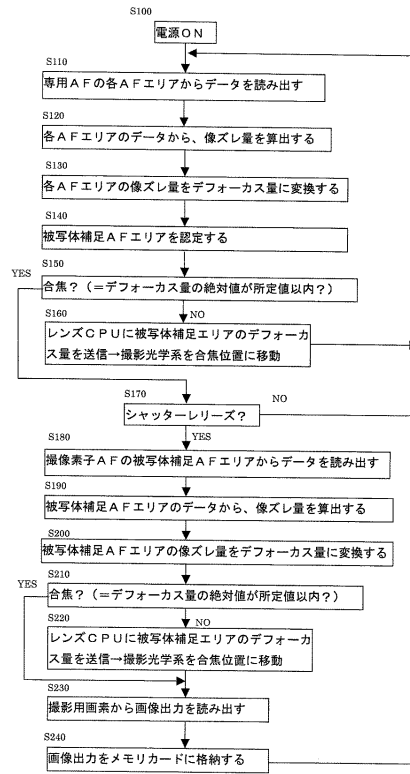 S100
電源ON
S110
専用AFの各AFエリアからデータを読み出す
S120
各AFエリアのデータから、像ズレ量を算出する
S130
各AFエリアの像ズレ量をデフォーカス量に変換する
S140
被写体補足AFエリアを認定する
S150
YES
合焦？（＝デフォーカス量の絶対値が所定値以内？）
S160
NO
レンズCPUに被写体補足エリアのデフォーカ
ス量を送信→撮影光学系を合焦位置に移動
S170
NO
シャッターレリーズ？
S180
YES
撮像素子AFの被写体補足AFエリアからデータを読み出す
S190
被写体補足AFエリアのデータから、像ズレ量を算出する
S200
被写体補足AFエリアの像ズレ量をデフォーカス量に変換する
S210
YES
合焦？（＝デフォーカス量の絶対値が所定値以内？）
S220
NO
レンズCPUに被写体補足エリアのデフォーカ
ス量を送信→撮影光学系を合焦位置に移動
S230
撮影用画素から画像出力を読み出す
S240
画像出力をメモリカードに格納する